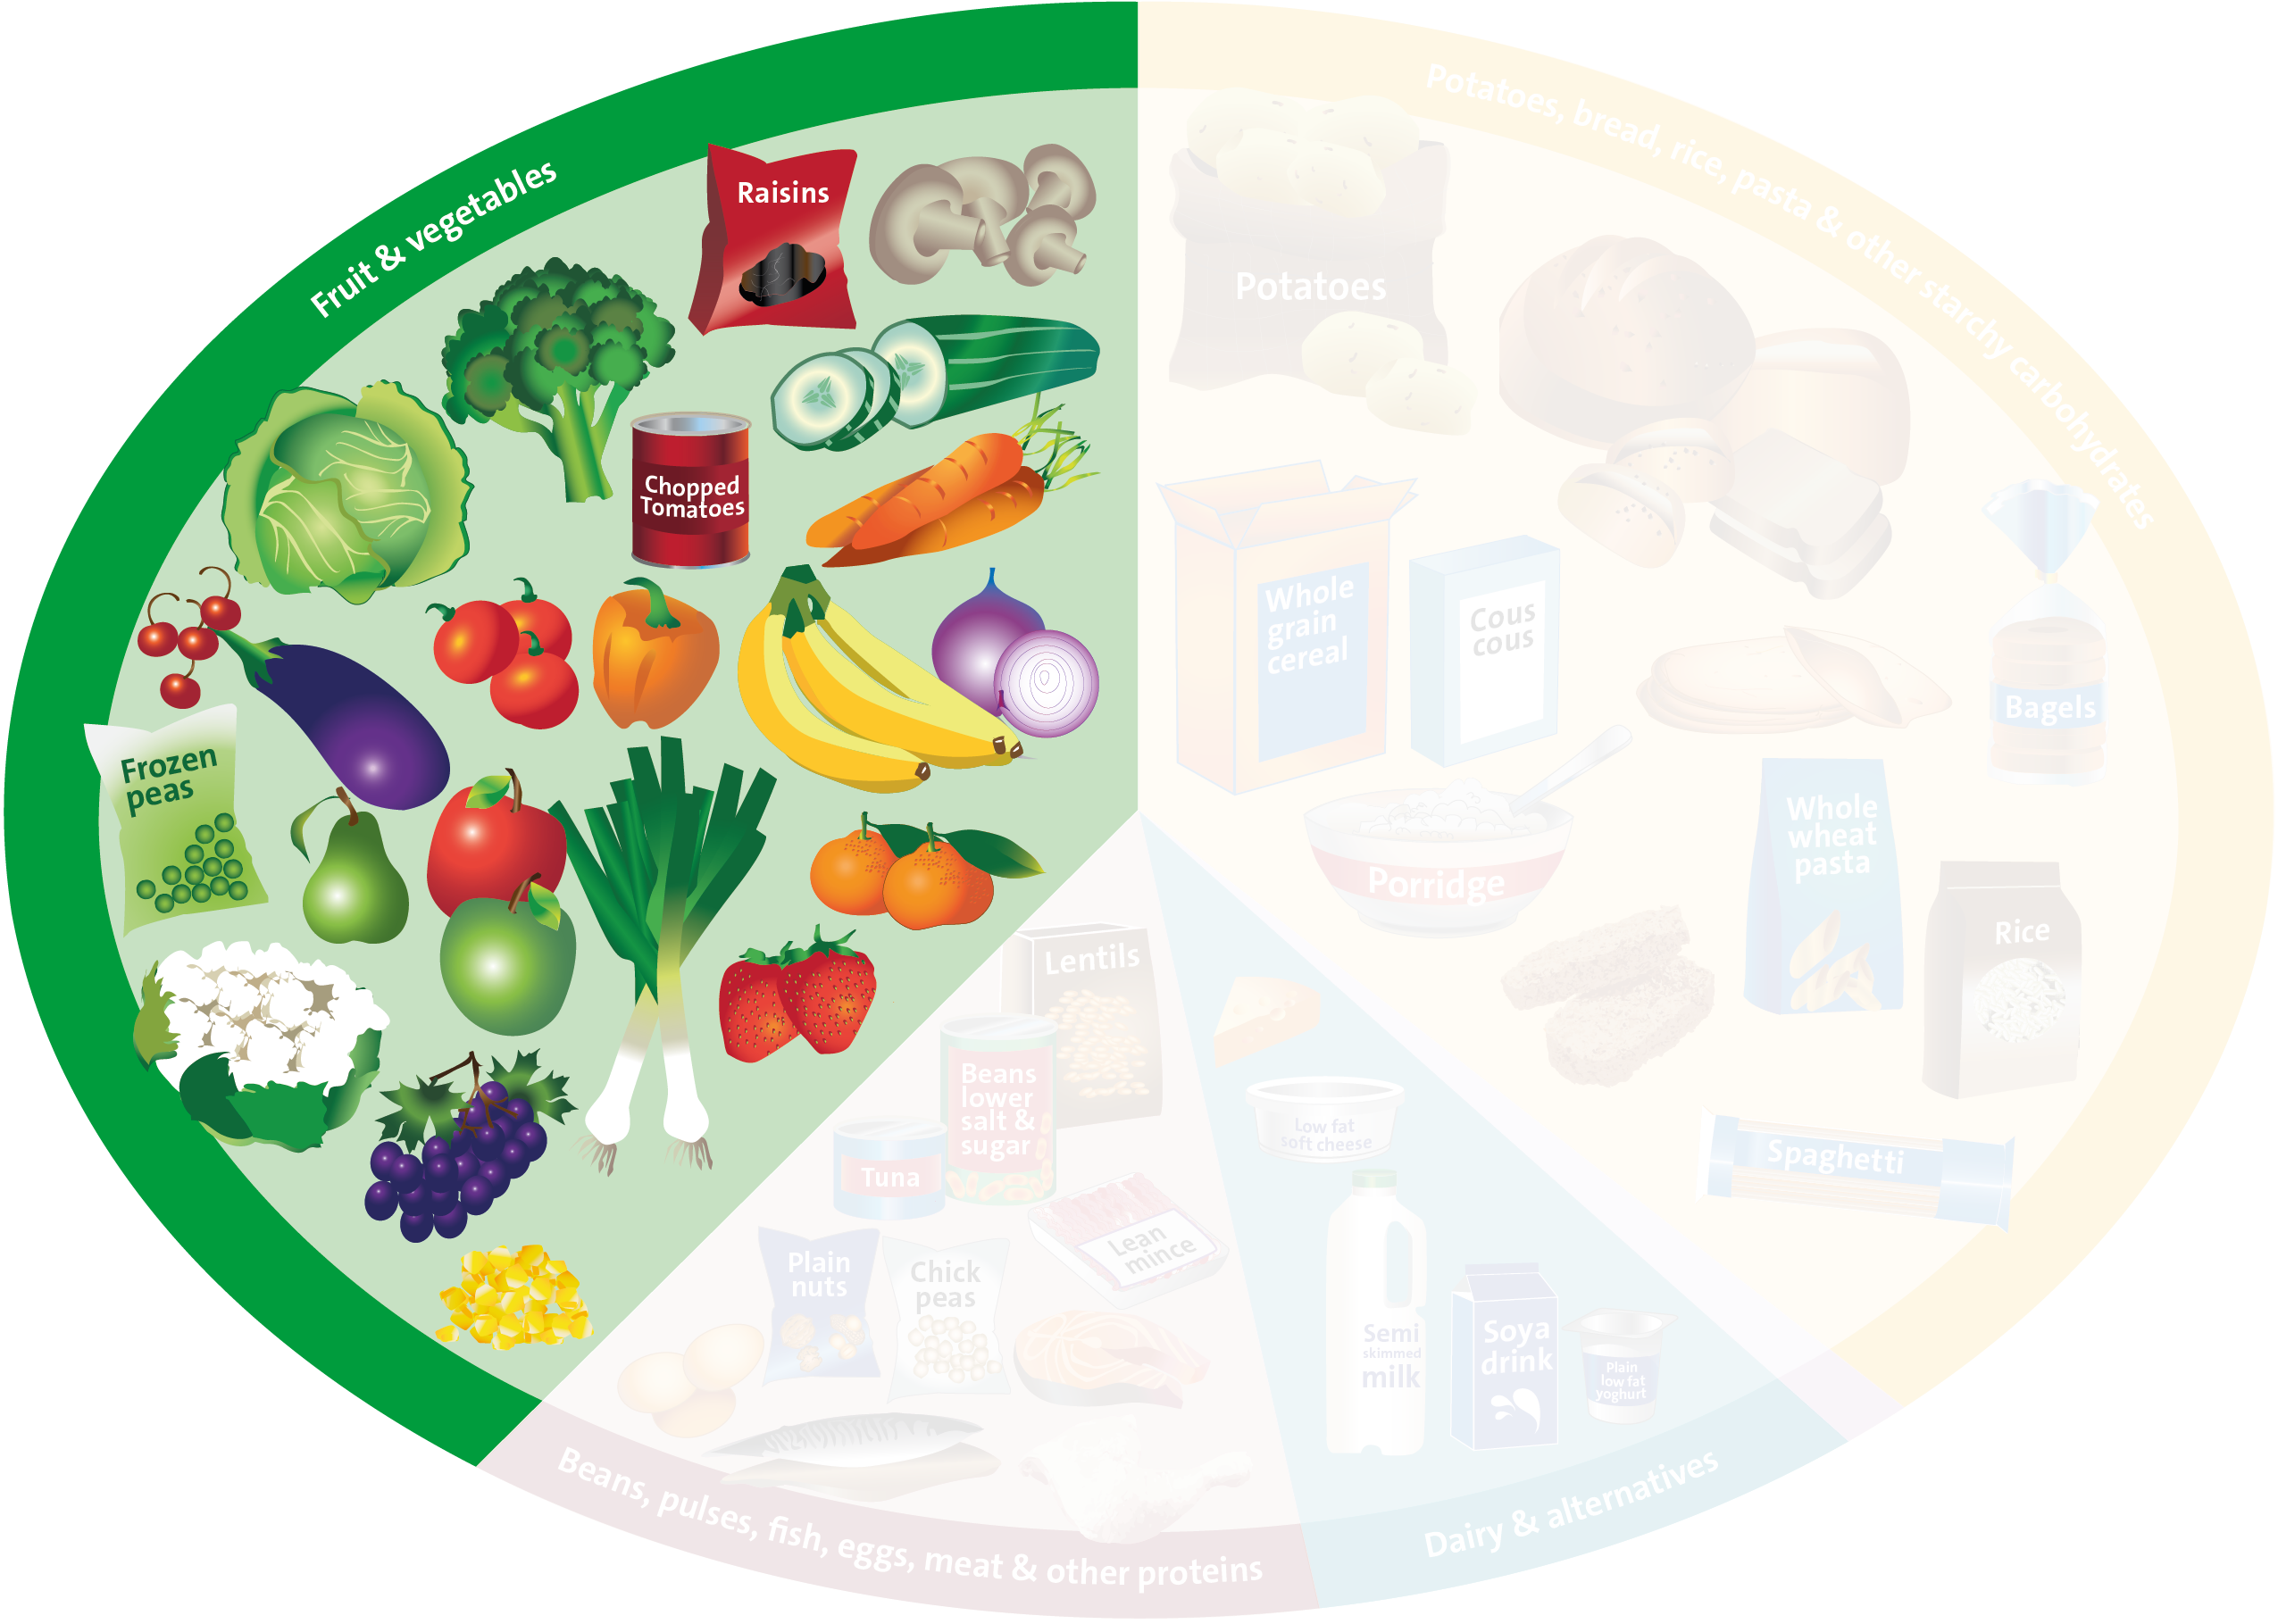 Fruit & vegetables
Raisins
Chopped
Tomatoes
Frozen
peas
Potatoes, bread, rice, pasta & other starchy carbohydrates
Potatoes
Whole
grain
cereal
Cous
cous
Bagels
Porridge
Whole
wheat
pasta
Rice
Spaghetti
Lentils
Beans
lower
salt &
sugar
Tuna
Plain
nuts
Chick
peas
Lean
mince
Beans, pulses, fish, eggs, meat & other proteins
Low fat
soft cheese
Semi
skimmed
milk
Soya
drink
Plain
low fat
yoghurt
Dairy & alternatives